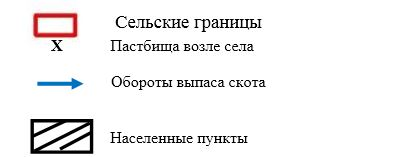 Сельские границы
X Пастбища возле села
Обороты выпаса скота
Населенные пункты